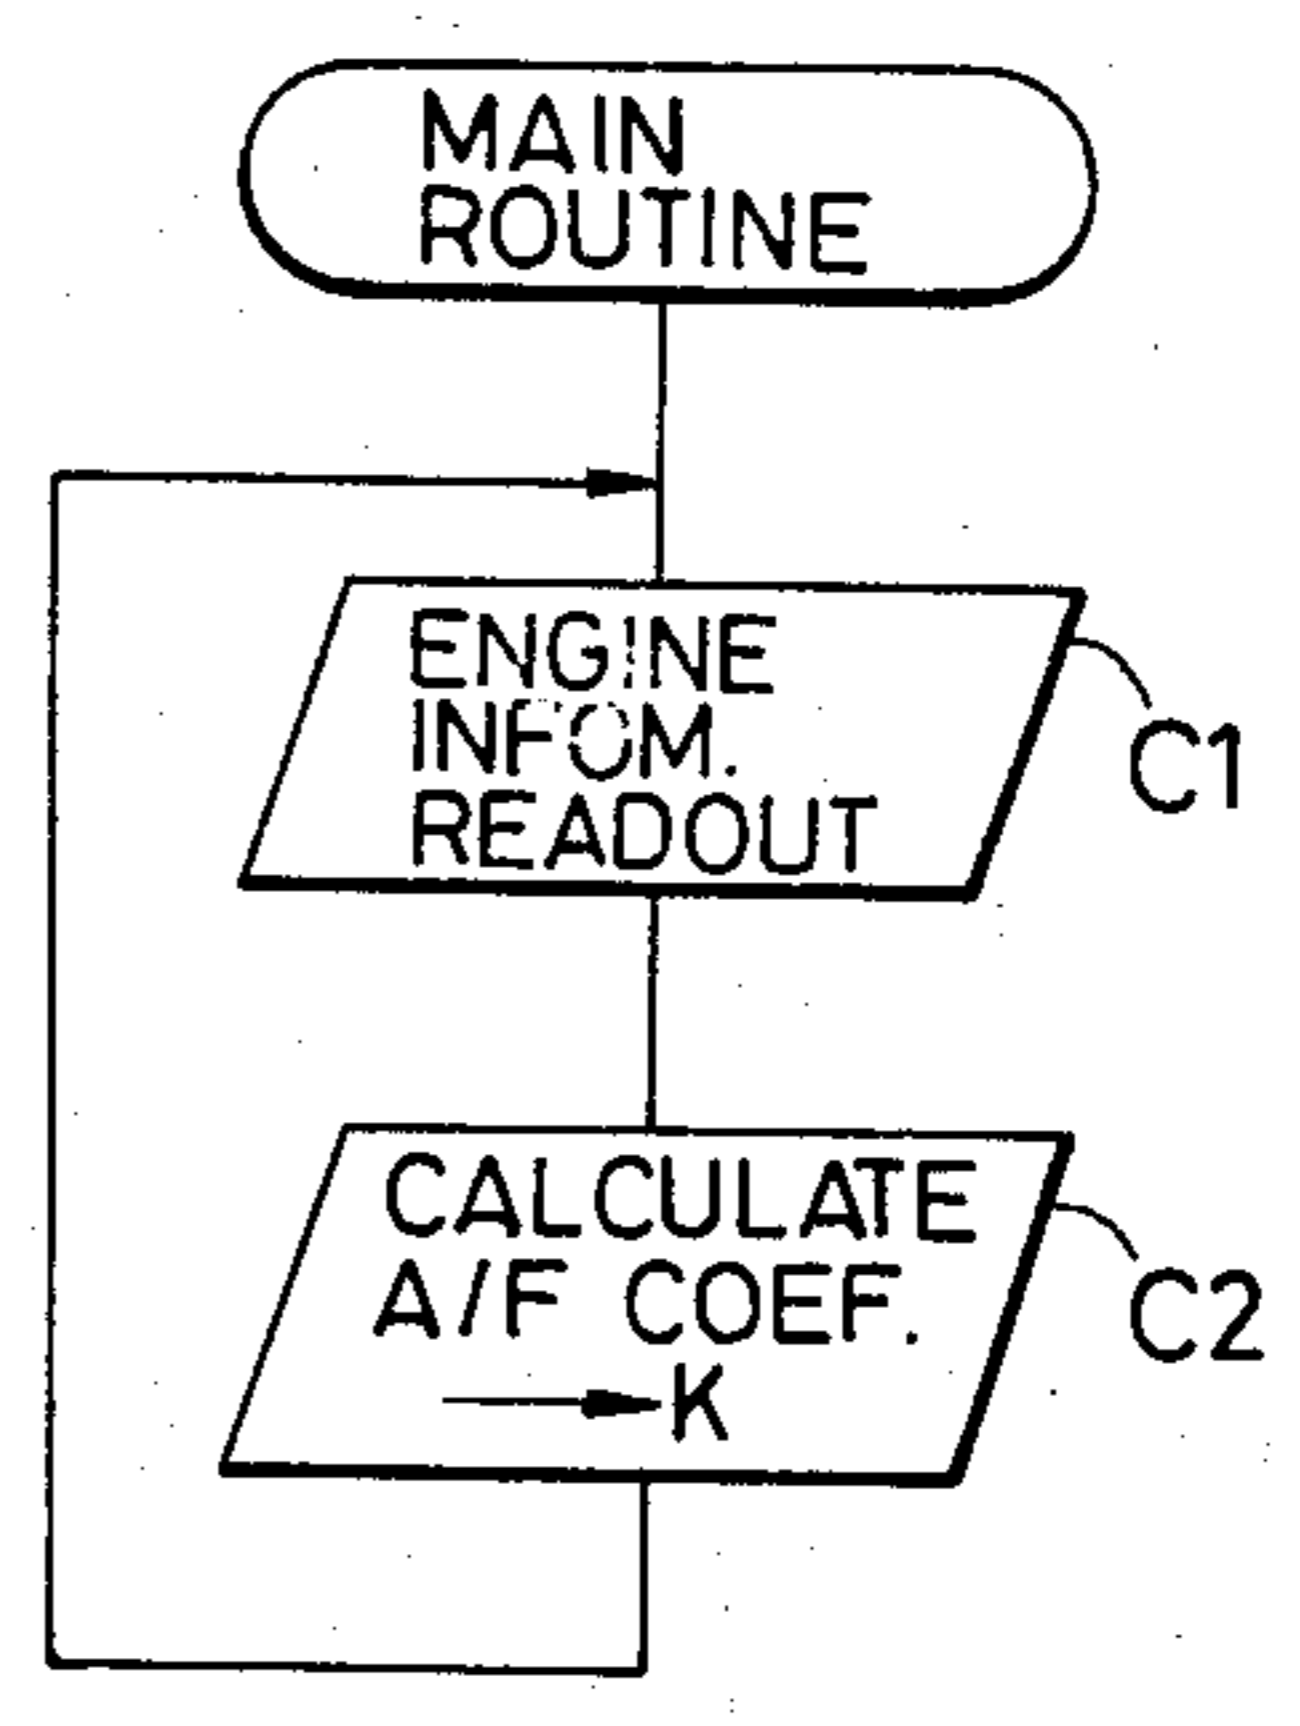 MAIN
ROUTINE
ENGINE
INFOM.
READOUT
C1
CALCULATE
A/F COEF.
→K
C2